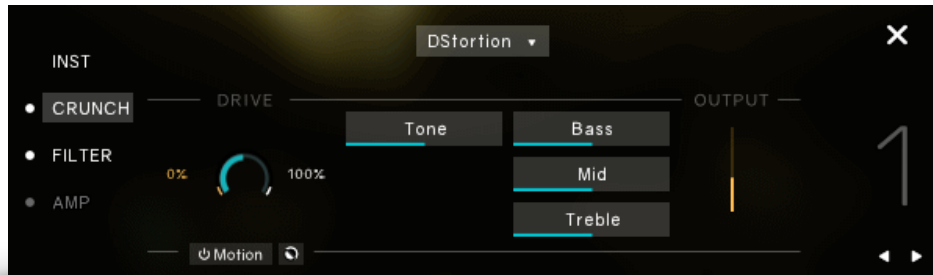 DStortion
INST
CRUNCH
FILTER
AMP
DRIVE
0%
100%
Tone
Bass
Mid
Treble
OUTPUT
1
Motion